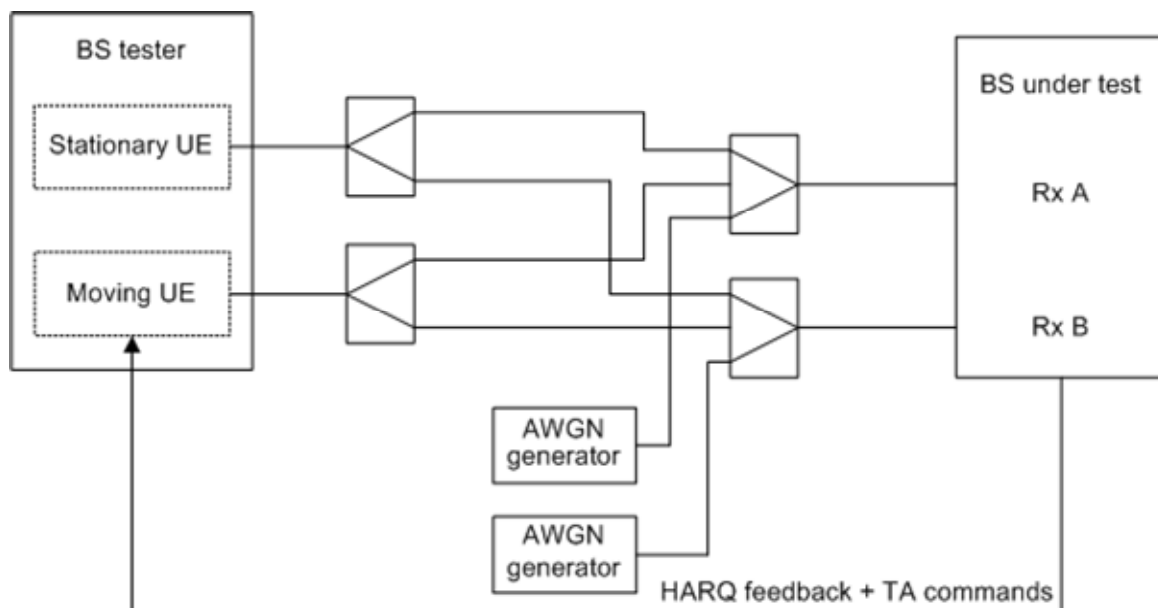 BS tester
Stationary UE
Moving UE
BS under test
Rx A
Rx B
AWGN
generator
AWGN
generator
HARQ feedback + TA commands